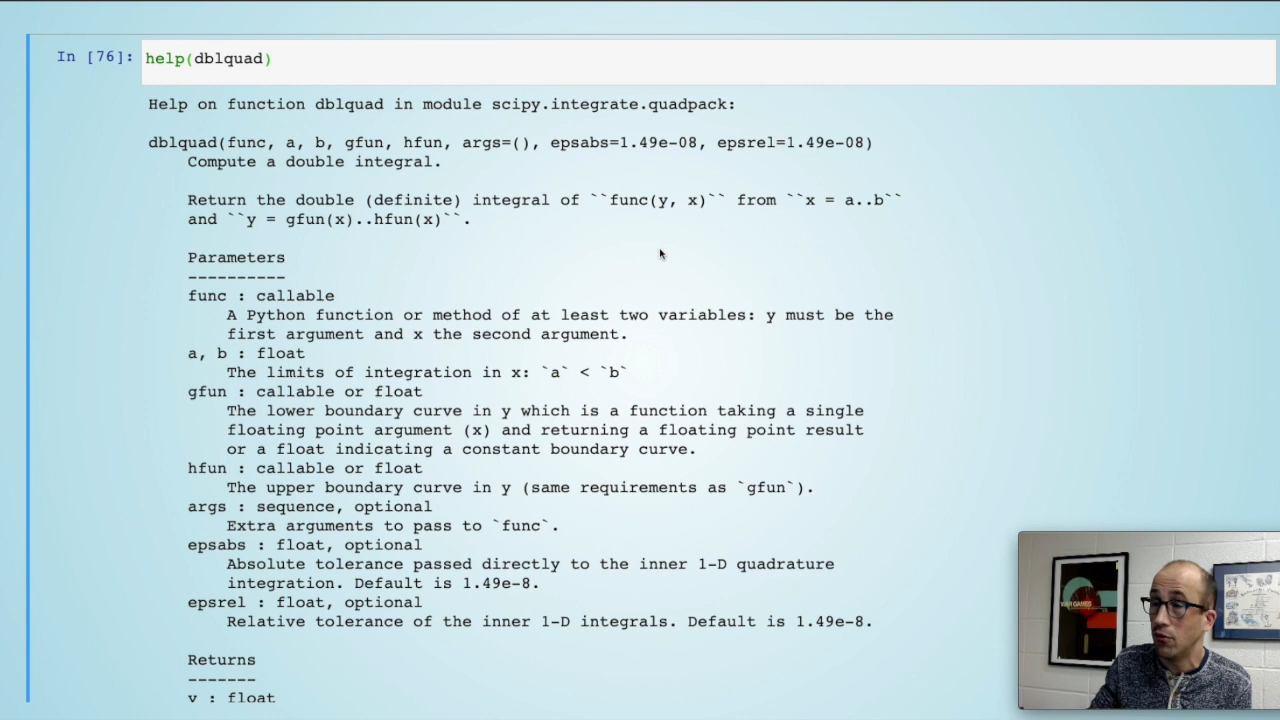 In [76]: help(dblquad)
Help on function dblquad in module scipy.integrate.quadpack:
dblquad(func, a, b, gfun, hfun, args=(), epsabs=1.49e-08, epsrel=1.49e-08)
Compute a double integral.
Return the double (definite) integral of ``func(y, x)`` from ``x = a..b``
and ``y = gfun(x)..hfun(x)``.
Parameters
----------
func : callable
A Python function or method of at least two variables: y must be the
first argument and x the second argument.
a, b : float
The limits of integration in x: `a` < `b`
gfun : callable or float
The lower boundary curve in y which is a function taking a single
floating point argument (x) and returning a floating point result
or a float indicating a constant boundary curve.
hfun : callable or float
The upper boundary curve in y (same requirements as `gfun`).
args : sequence, optional
Extra arguments to pass to `func`.
epsabs : float, optional
Absolute tolerance passed directly to the inner 1-D quadrature
integration. Default is 1.49e-8.
epsrel : float, optional
Relative tolerance of the inner 1-D integrals. Default is 1.49e-8.
Returns
-------
v : float
WAR GAMES